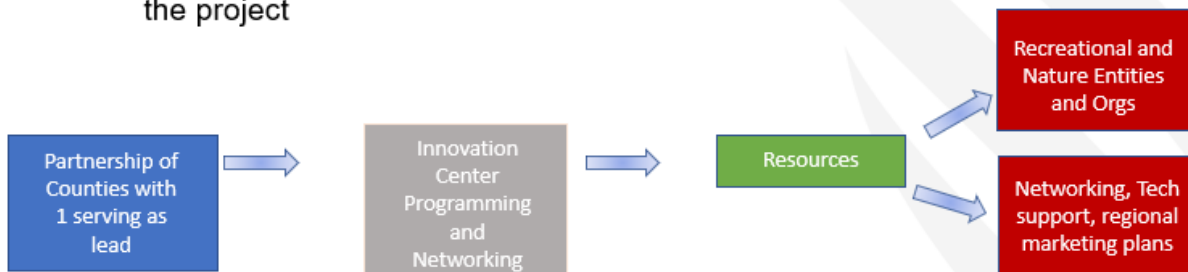 the project
Partnership of
Counties with
1 serving as
lead
Innovation
Center
Programming
and
Networking
Resources
Recreational and
Nature Entities
and Orgs
Networking, Tech
support, regional
marketing plans